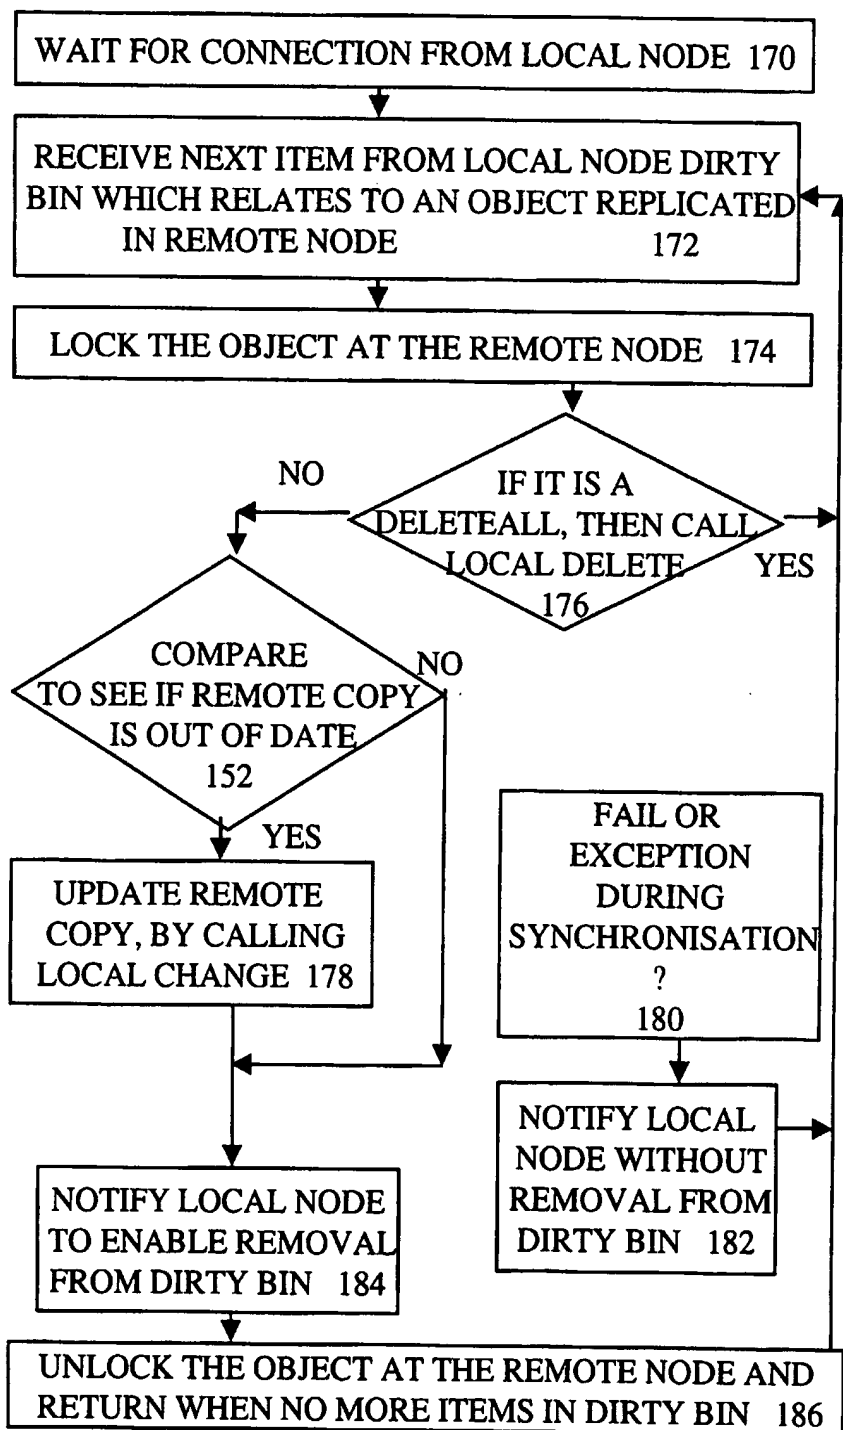 WAIT FOR CONNECTION FROM LOCAL NODE 170
RECEIVE NEXT ITEM FROM LOCAL NODE DIRTY
BIN WHICH RELATES TO AN OBJECT REPLICATED
IN REMOTE NODE 172
LOCK THE OBJECT AT THE REMOTE NODE 174
NO
IF IT IS A
DELETEALL, THEN CALL
LOCAL DELETE
176
YES
COMPARE
TO SEE IF REMOTE COPY
IS OUT OF DATE
152
NO
YES
UPDATE REMOTE
COPY, BY CALLING
LOCAL CHANGE 178
FAIL OR
EXCEPTION
DURING
SYNCHRONISATION
?
180
NOTIFY LOCAL
NODE WITHOUT
REMOVAL FROM
DIRTY BIN 182
NOTIFY LOCAL NODE
TO ENABLE REMOVAL
FROM DIRTY BIN 184
UNLOCK THE OBJECT AT THE REMOTE NODE AND
RETURN WHEN NO MORE ITEMS IN DIRTY BIN 186